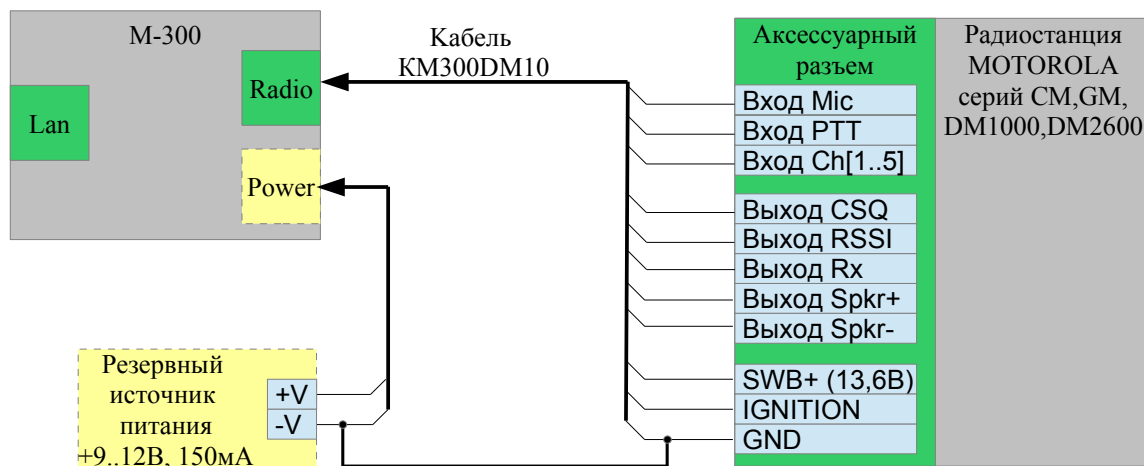 М-300
Lan
Radio
Power
Кабель
КМ300DM10
Аксессуарный
разъем
Вход Mic
Вход PTT
Вход Ch[1..5]
Выход CSQ
Выход RSSI
Выход Rx
Выход Spkr+
Выход Spkr-
SWB+ (13,6В)
IGNITION
GND
Радиостанция
MOTOROLA
серий CM,GM,
DM1000,DM2600
Резервный
источник
питания
+9..12В, 150мА
+V
-V